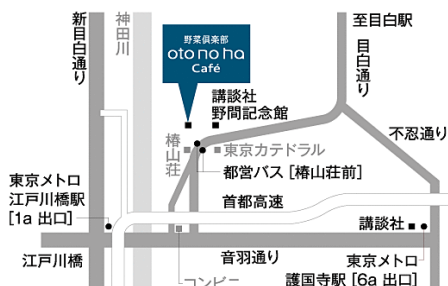 新目白通り
神田川
至目白駅
野菜倶楽部
oto no ha
Café
目白通り
講談社
野間記念館
不忍通り
椿山荘
東京カテドラル
都営バス [椿山荘前]
東京メトロ
江戸川橋駅
[1a 出口]
首都高速
講談社
江戸川橋
音羽通り
東京メトロ
護国寺駅 [6a 出口]
コンビニ